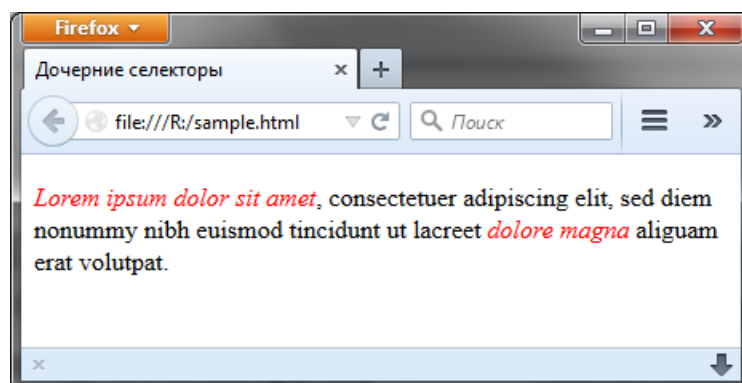 Firefox
Дочерние селекторы
file:///R:/sample.html
Поиск
Lorem ipsum dolor sit amet, consectetuer adipiscing elit, sed diem
nonummy nibh euismod tincidunt ut lacreet dolore magna aliguam
erat volutpat.